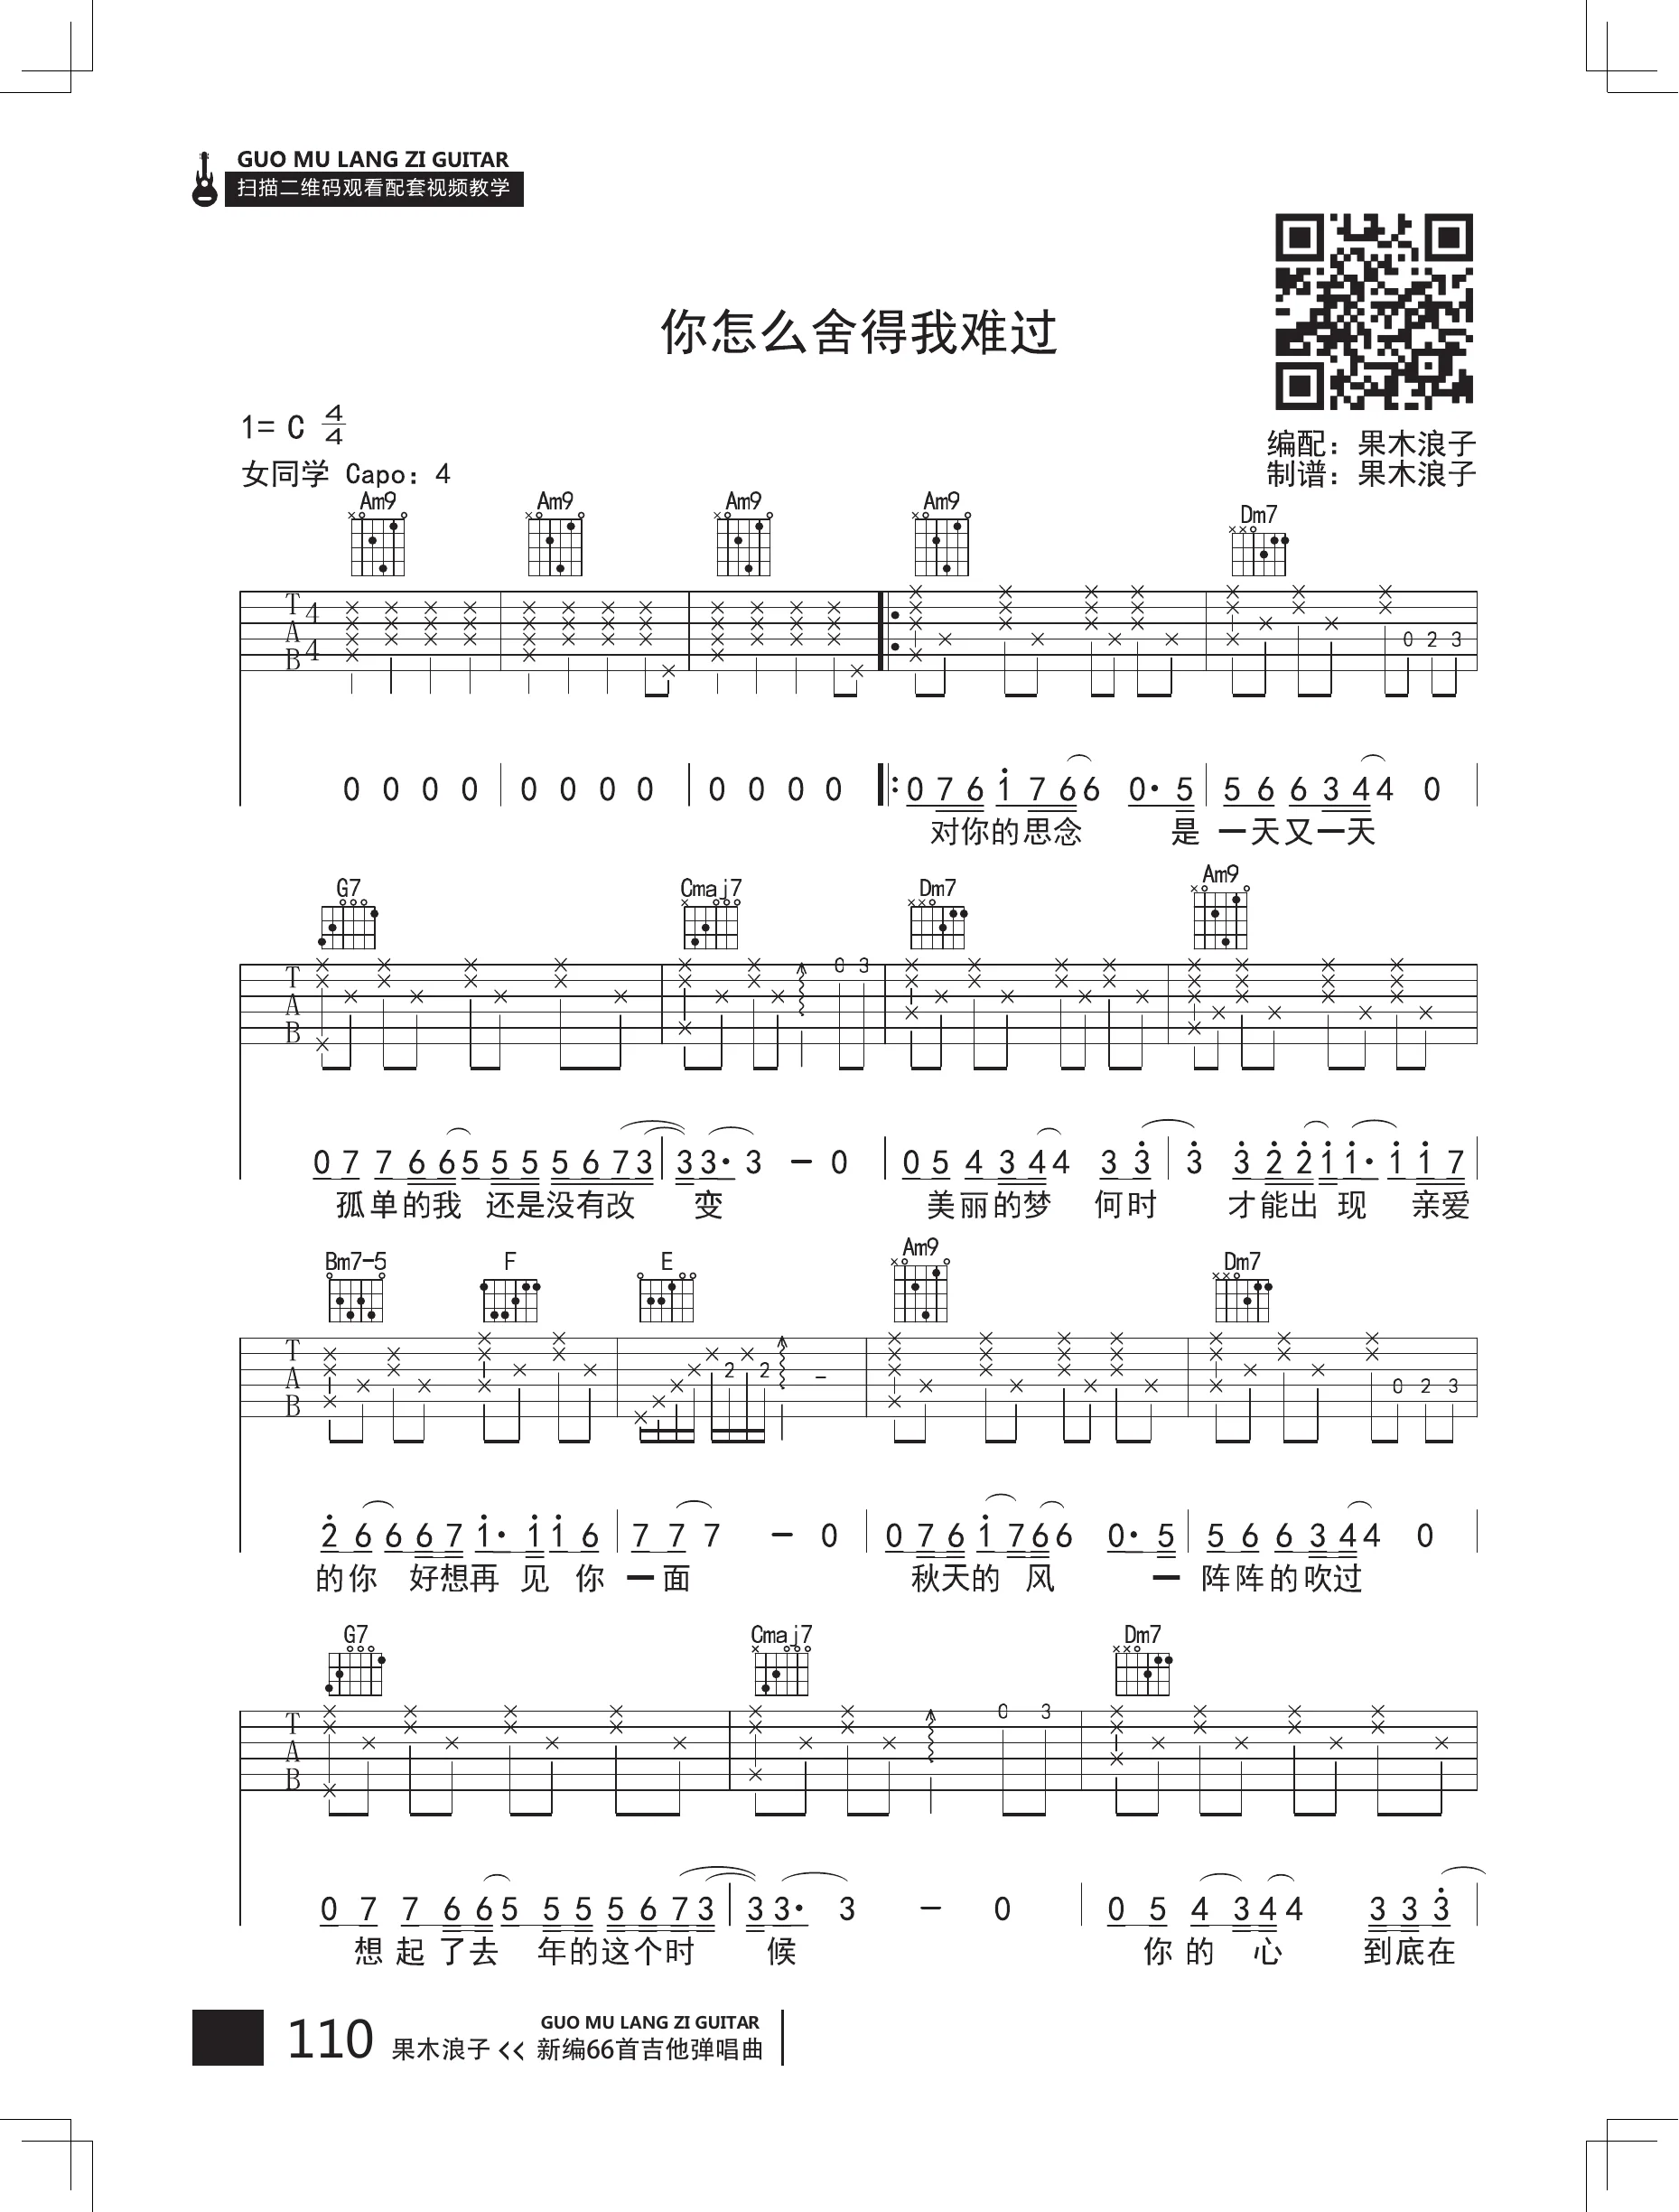 GUO MU LANG ZI GUITAR
扫描二维码观看配套视频教学
你怎么舍得我难过
1= C 4/4
女同学 Capo：4
编配：果木浪子
制谱：果木浪子
Am9 Am9 Am9 Am9 Dm7
T A B 4 4 0 2 3
0 0 0 0 0 0 0 0 0 0 0 0 0 7 6 1 7 6 6 0· 5 5 6 6 3 4 4 0
对你的思念 是 一天又一天
G7 Cmaj7 Dm7 Am9
T A B 0 3
0 7 7 6 6 5 5 5 5 6 7 3 3 3· 3 — 0 0 5 4 3 4 4 3 3 3 3 2 2 1 1· 1 1 7
孤单的我 还是没有改 变 美丽的梦 何时 才能出 现 亲爱
Bm7-5 F E Am9 Dm7
T A B 2 2 – 0 2 3
2 6 6 6 7 1· 1 1 6 7 7 7 — 0 0 7 6 1 7 6 6 0· 5 5 6 6 3 4 4 0
的你 好想再 见 你 一面 秋天的 风 一 阵阵的吹过
G7 Cmaj7 Dm7
T A B 0 3
0 7 7 6 6 5 5 5 5 6 7 3 3 3· 3 — 0 0 5 4 3 4 4 3 3 3
想起了去 年的这个时 候 你的 心 到底在
110 果木浪子 << GUO MU LANG ZI GUITAR
新编66首吉他弹唱曲